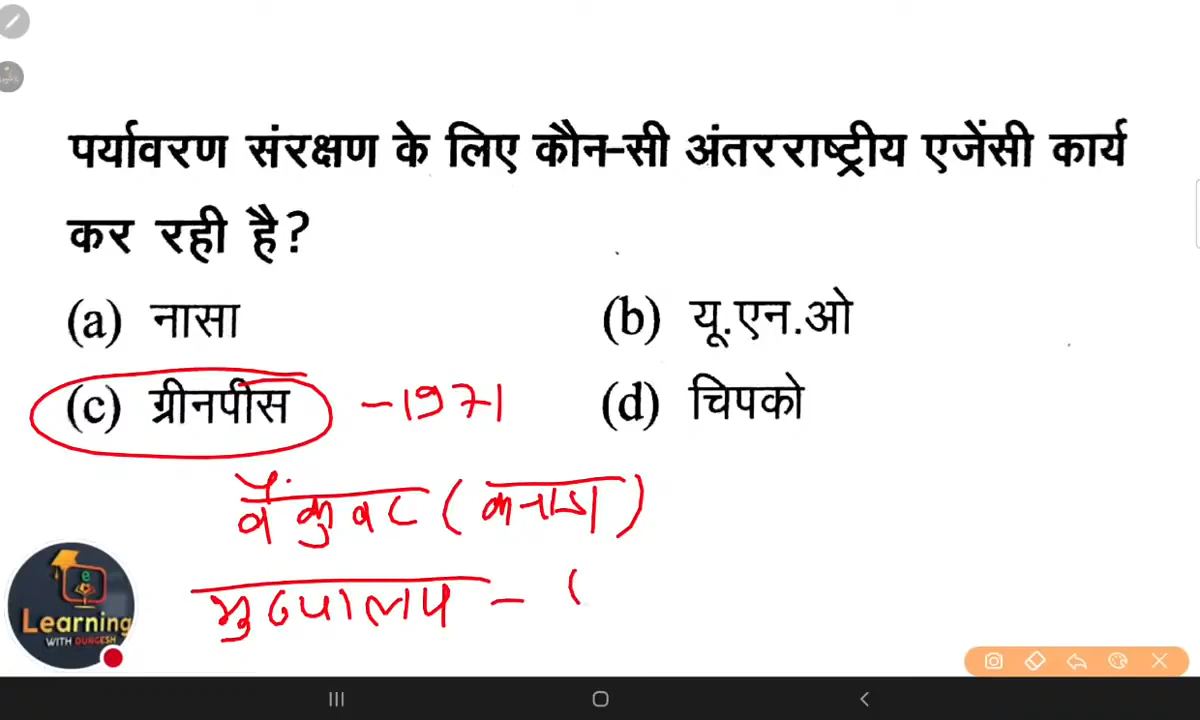 पर्यावरण संरक्षण के लिए कौन-सी अंतरराष्ट्रीय एजेंसी कार्य
कर रही है?
(a) नासा (b) यू.एन.ओ
(c) ग्रीनपीस -1971 (d) चिपको
वैंकुवर (कनाडा)
मुख्यालय - (
e
Learning
WITH DURGESH